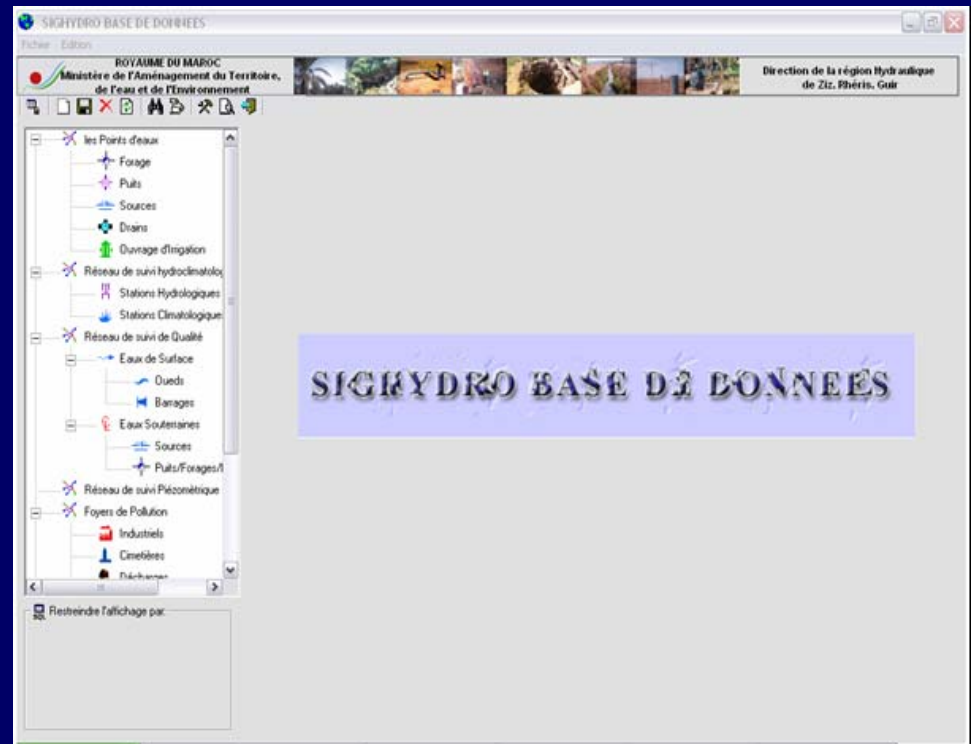 SIGHYDRO BASE DE DONNEES
Fichier Edition
ROYAUME DU MAROC
Ministère de l'Aménagement du Territoire,
de l'eau et de l'Environnement
Direction de la région Hydraulique
de Ziz, Rhéris, Guir
les Points d'eaux
Forage
Puits
Sources
Drains
Ouvrage d'Irrigation
Réseau de suivi hydroclimatolog
Stations Hydrologiques
Stations Climatologique
Réseau de suivi de Qualité
Eaux de Surface
Oueds
Barrages
Eaux Souterraines
Sources
Puits/Forages/
Réseau de suivi Piézométrique
Foyers de Pollution
Industriels
Cimetières
Décharges
Restreindre l'affichage par:
SIGHYDRO BASE DE DONNEES